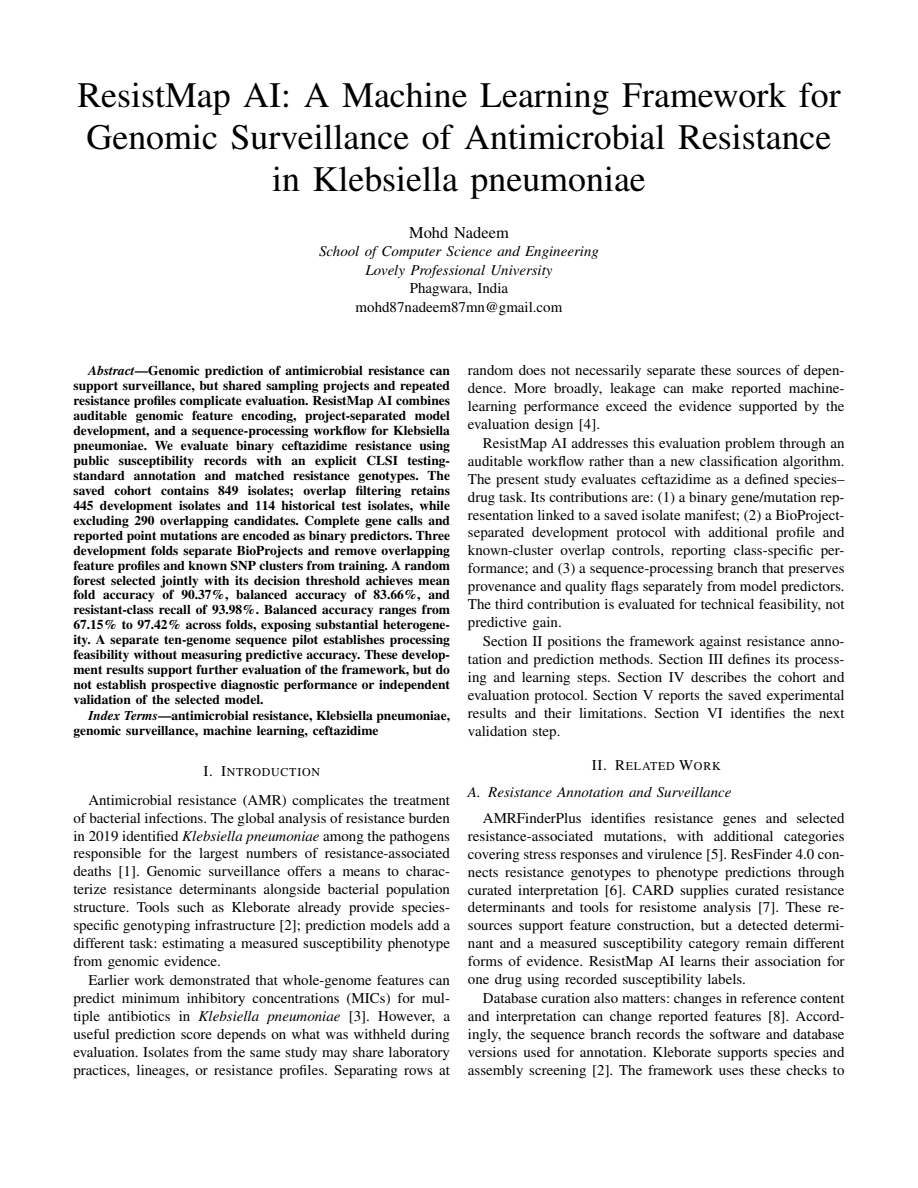 ResistMap AI: A Machine Learning Framework for
Genomic Surveillance of Antimicrobial Resistance
in Klebsiella pneumoniae
Mohd Nadeem
School of Computer Science and Engineering
Lovely Professional University
Phagwara, India
mohd87nadeem87mn@gmail.com
Abstract—Genomic prediction of antimicrobial resistance can
support surveillance, but shared sampling projects and repeated
resistance profiles complicate evaluation. ResistMap AI combines
auditable genomic feature encoding, project-separated model
development, and a sequence-processing workflow for Klebsiella
pneumoniae. We evaluate binary ceftazidime resistance using
public susceptibility records with an explicit CLSI testing-
standard annotation and matched resistance genotypes. The
saved cohort contains 849 isolates; overlap filtering retains
445 development isolates and 114 historical test isolates, while
excluding 290 overlapping candidates. Complete gene calls and
reported point mutations are encoded as binary predictors. Three
development folds separate BioProjects and remove overlapping
feature profiles and known SNP clusters from training. A random
forest selected jointly with its decision threshold achieves mean
fold accuracy of 90.37%, balanced accuracy of 83.66%, and
resistant-class recall of 93.98%. Balanced accuracy ranges from
67.15% to 97.42% across folds, exposing substantial heterogene-
ity. A separate ten-genome sequence pilot establishes processing
feasibility without measuring predictive accuracy. These develop-
ment results support further evaluation of the framework, but do
not establish prospective diagnostic performance or independent
validation of the selected model.
Index Terms—antimicrobial resistance, Klebsiella pneumoniae,
genomic surveillance, machine learning, ceftazidime
I. INTRODUCTION
Antimicrobial resistance (AMR) complicates the treatment
of bacterial infections. The global analysis of resistance burden
in 2019 identified Klebsiella pneumoniae among the pathogens
responsible for the largest numbers of resistance-associated
deaths [1]. Genomic surveillance offers a means to charac-
terize resistance determinants alongside bacterial population
structure. Tools such as Kleborate already provide species-
specific genotyping infrastructure [2]; prediction models add a
different task: estimating a measured susceptibility phenotype
from genomic evidence.
Earlier work demonstrated that whole-genome features can
predict minimum inhibitory concentrations (MICs) for mul-
tiple antibiotics in Klebsiella pneumoniae [3]. However, a
useful prediction score depends on what was withheld during
evaluation. Isolates from the same study may share laboratory
practices, lineages, or resistance profiles. Separating rows at
random does not necessarily separate these sources of depen-
dence. More broadly, leakage can make reported machine-
learning performance exceed the evidence supported by the
evaluation design [4].
ResistMap AI addresses this evaluation problem through an
auditable workflow rather than a new classification algorithm.
The present study evaluates ceftazidime as a defined species–
drug task. Its contributions are: (1) a binary gene/mutation rep-
resentation linked to a saved isolate manifest; (2) a BioProject-
separated development protocol with additional profile and
known-cluster overlap controls, reporting class-specific per-
formance; and (3) a sequence-processing branch that preserves
provenance and quality flags separately from model predictors.
The third contribution is evaluated for technical feasibility, not
predictive gain.
Section II positions the framework against resistance anno-
tation and prediction methods. Section III defines its process-
ing and learning steps. Section IV describes the cohort and
evaluation protocol. Section V reports the saved experimental
results and their limitations. Section VI identifies the next
validation step.
II. RELATED WORK
A. Resistance Annotation and Surveillance
AMRFinderPlus identifies resistance genes and selected
resistance-associated mutations, with additional categories
covering stress responses and virulence [5]. ResFinder 4.0 con-
nects resistance genotypes to phenotype predictions through
curated interpretation [6]. CARD supplies curated resistance
determinants and tools for resistome analysis [7]. These re-
sources support feature construction, but a detected determi-
nant and a measured susceptibility category remain different
forms of evidence. ResistMap AI learns their association for
one drug using recorded susceptibility labels.
Database curation also matters: changes in reference content
and interpretation can change reported features [8]. Accord-
ingly, the sequence branch records the software and database
versions used for annotation. Kleborate supports species and
assembly screening [2]. The framework uses these checks to